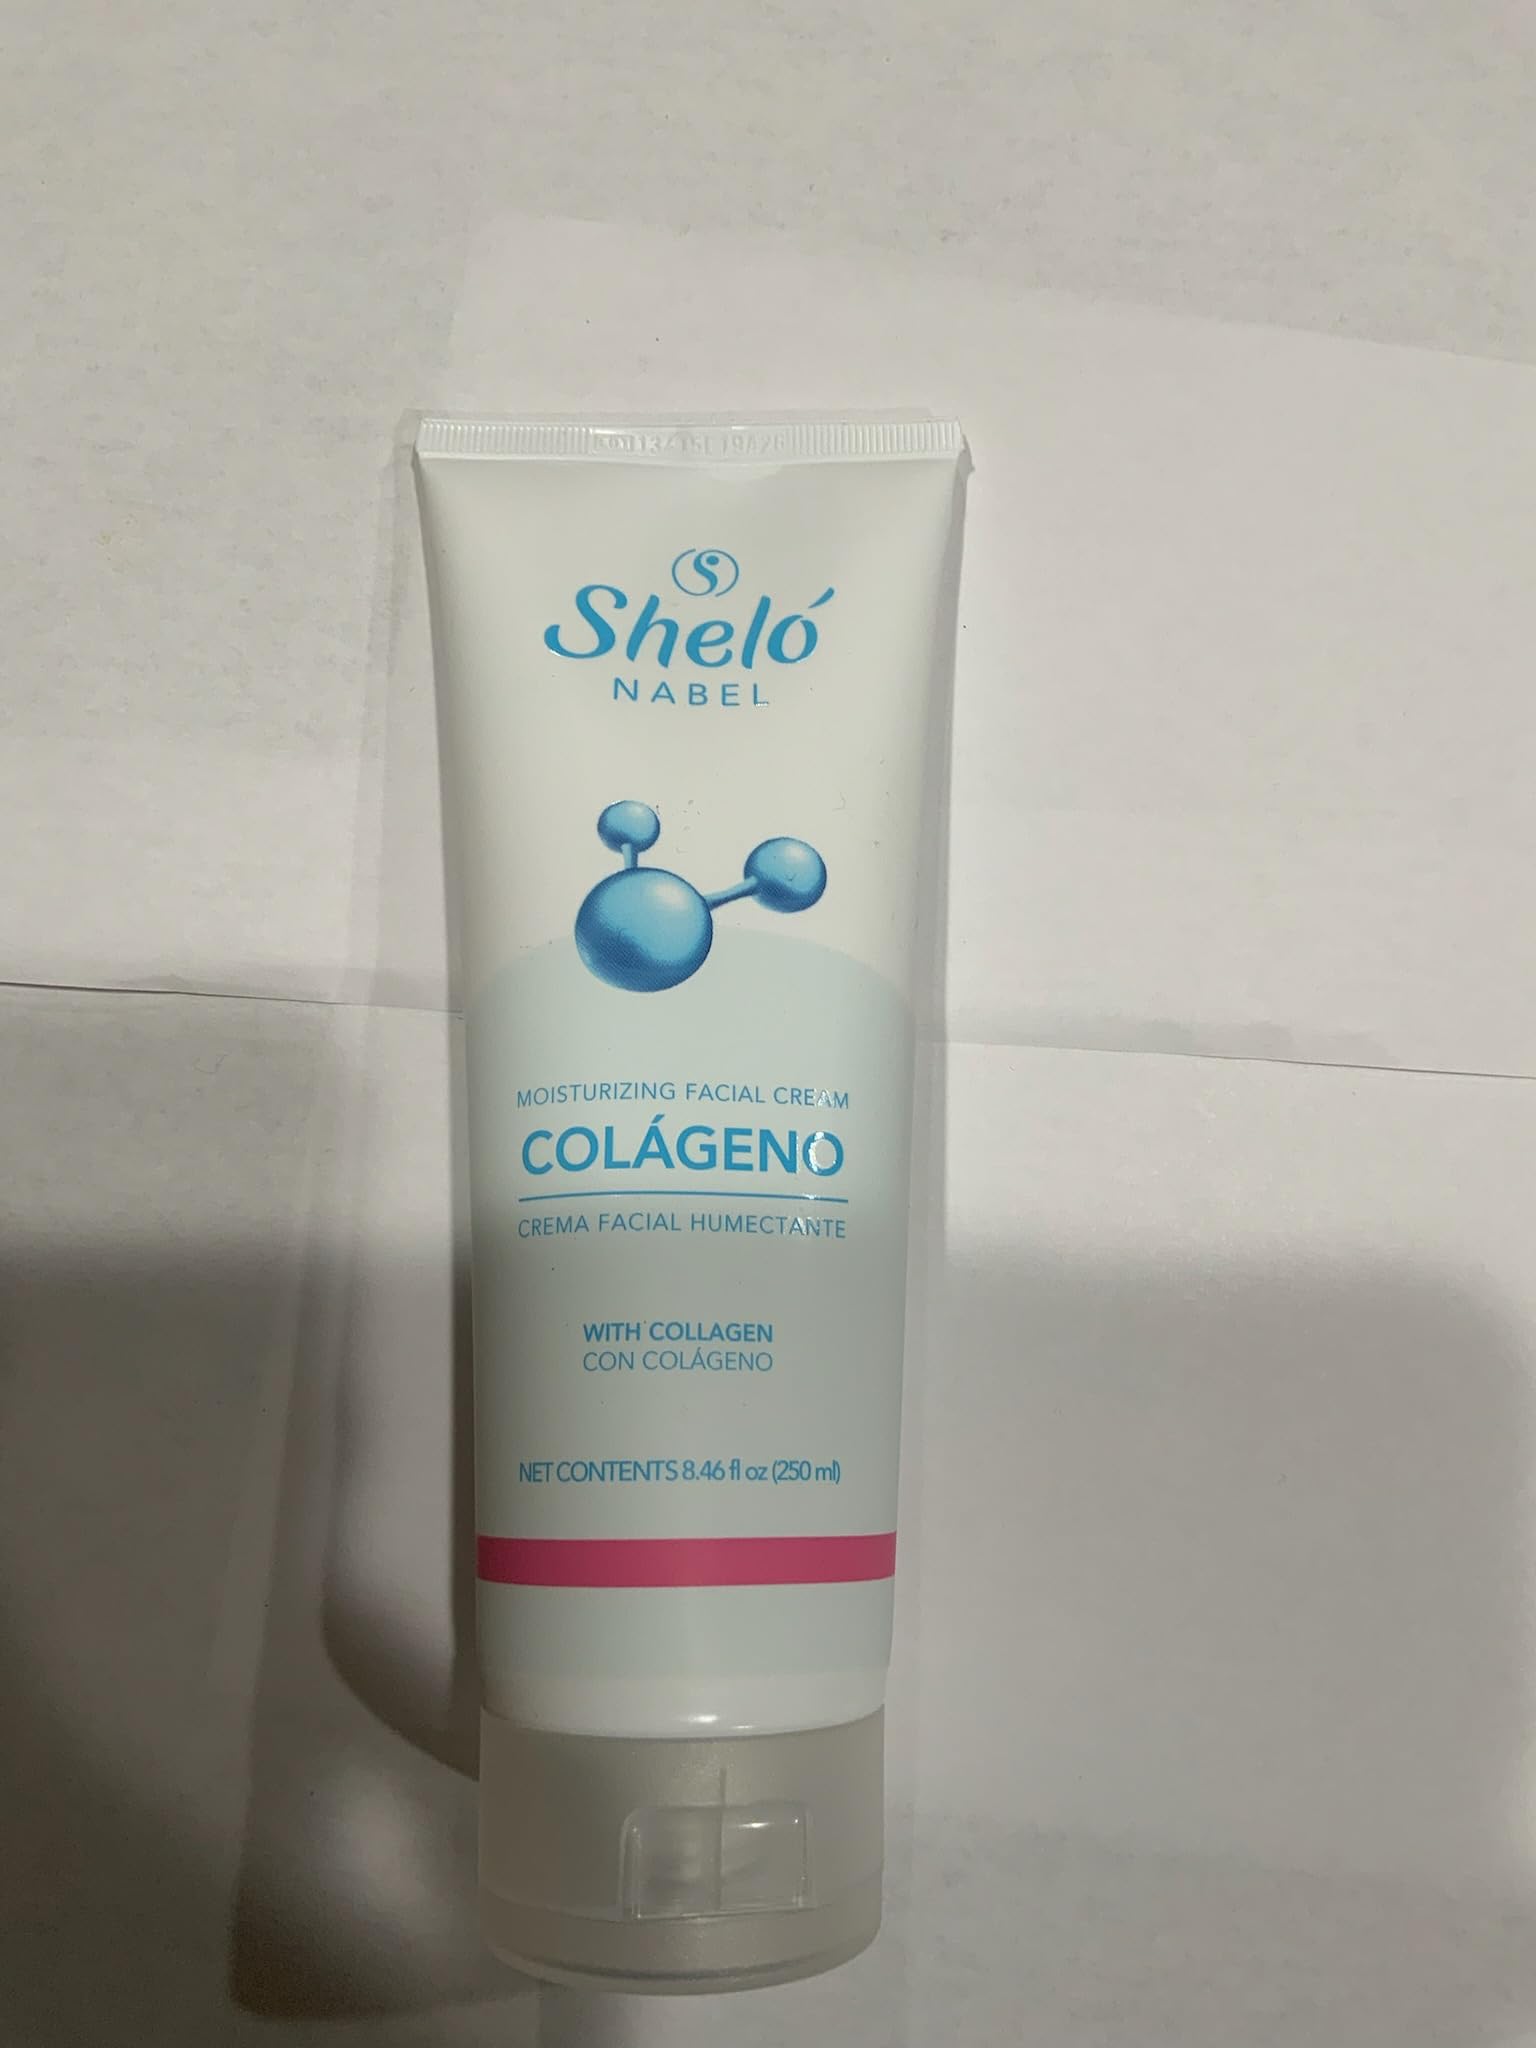 Sheló
NABEL
MOISTURIZING FACIAL CREAM
COLÁGENO
CREMA FACIAL HUMECTANTE
WITH COLLAGEN
CON COLÁGENO
NET CONTENTS 8.46 fl oz (250 ml)